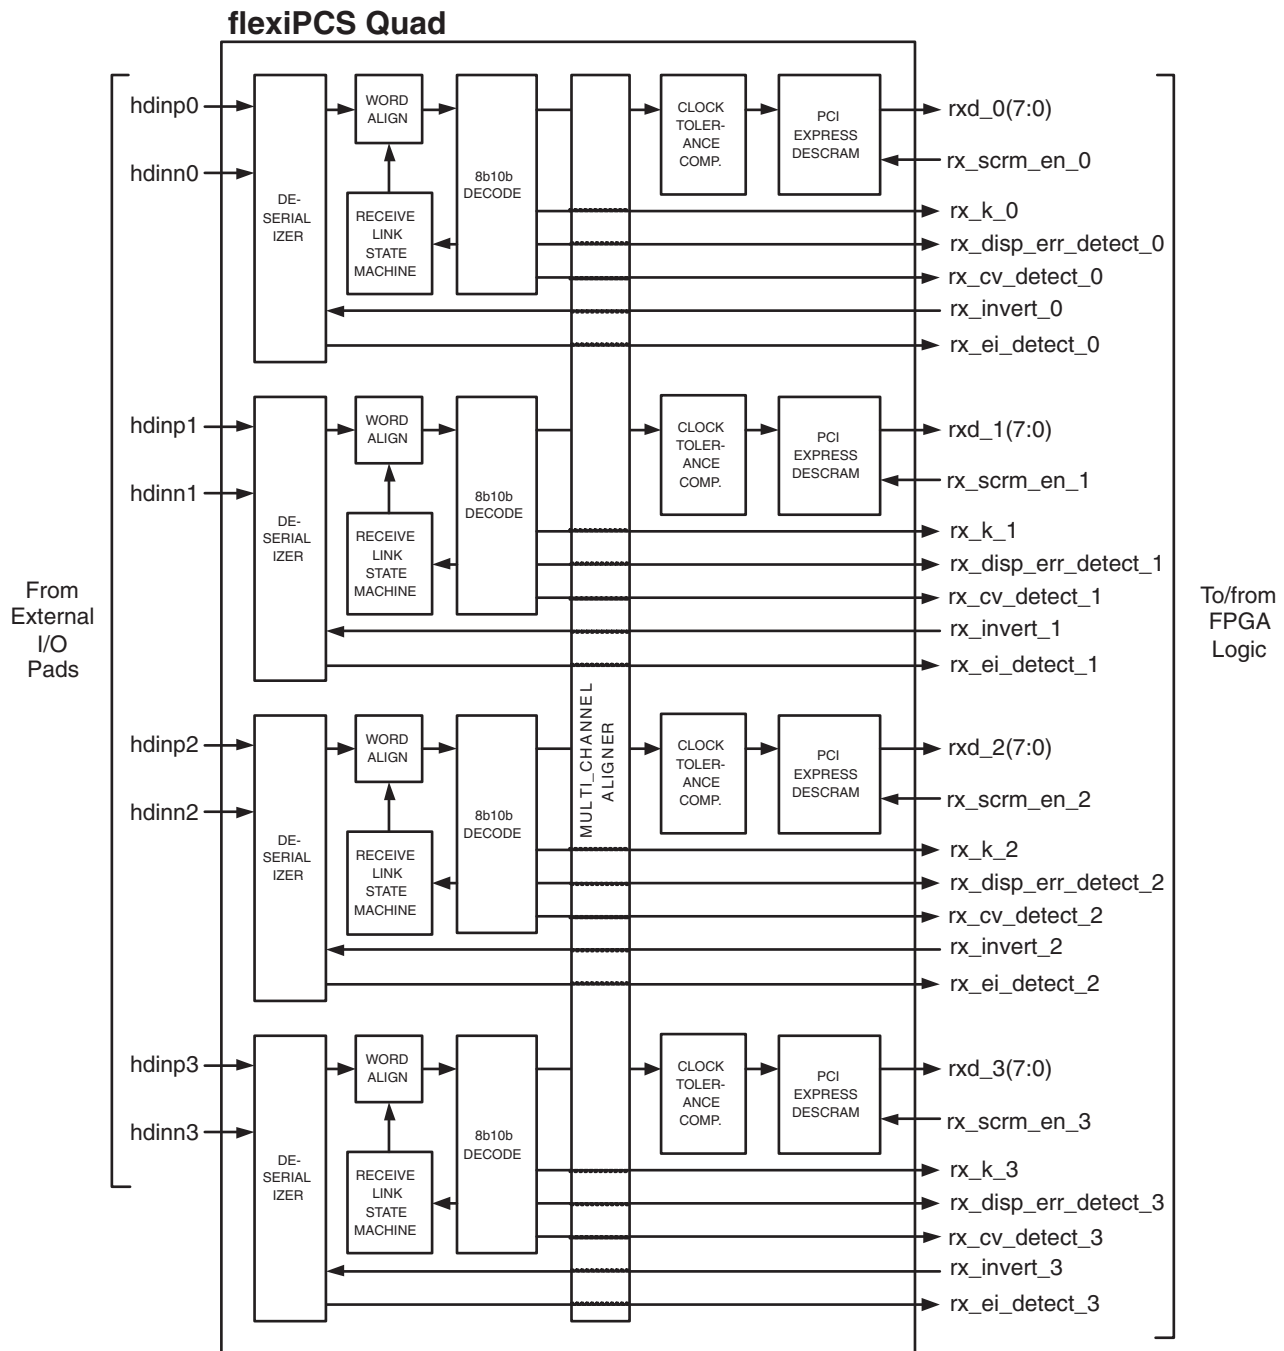 flexiPCS Quad
hdinp0
hdinn0
DE-
SERIAL
IZER
WORD
ALIGN
RECEIVE
LINK
STATE
MACHINE
8b10b
DECODE
CLOCK
TOLER-
ANCE
COMP.
PCI
EXPRESS
DESCRAM
rxd_0(7:0)
rx_scrm_en_0
rx_k_0
rx_disp_err_detect_0
rx_cv_detect_0
rx_invert_0
rx_ei_detect_0
hdinp1
hdinn1
DE-
SERIAL
IZER
WORD
ALIGN
RECEIVE
LINK
STATE
MACHINE
8b10b
DECODE
CLOCK
TOLER-
ANCE
COMP.
PCI
EXPRESS
DESCRAM
rxd_1(7:0)
rx_scrm_en_1
rx_k_1
rx_disp_err_detect_1
rx_cv_detect_1
rx_invert_1
rx_ei_detect_1
From
External
I/O
Pads
To/from
FPGA
Logic
MULTI_CHANNEL
ALIGNER
hdinp2
hdinn2
DE-
SERIAL
IZER
WORD
ALIGN
RECEIVE
LINK
STATE
MACHINE
8b10b
DECODE
CLOCK
TOLER-
ANCE
COMP.
PCI
EXPRESS
DESCRAM
rxd_2(7:0)
rx_scrm_en_2
rx_k_2
rx_disp_err_detect_2
rx_cv_detect_2
rx_invert_2
rx_ei_detect_2
hdinp3
hdinn3
DE-
SERIAL
IZER
WORD
ALIGN
RECEIVE
LINK
STATE
MACHINE
8b10b
DECODE
CLOCK
TOLER-
ANCE
COMP.
PCI
EXPRESS
DESCRAM
rxd_3(7:0)
rx_scrm_en_3
rx_k_3
rx_disp_err_detect_3
rx_cv_detect_3
rx_invert_3
rx_ei_detect_3